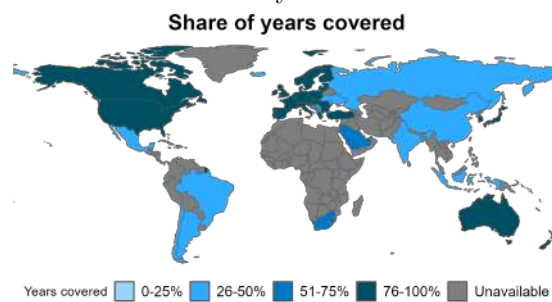 Share of years covered
Years covered 0-25% 26-50% 51-75% 76-100% Unavailable